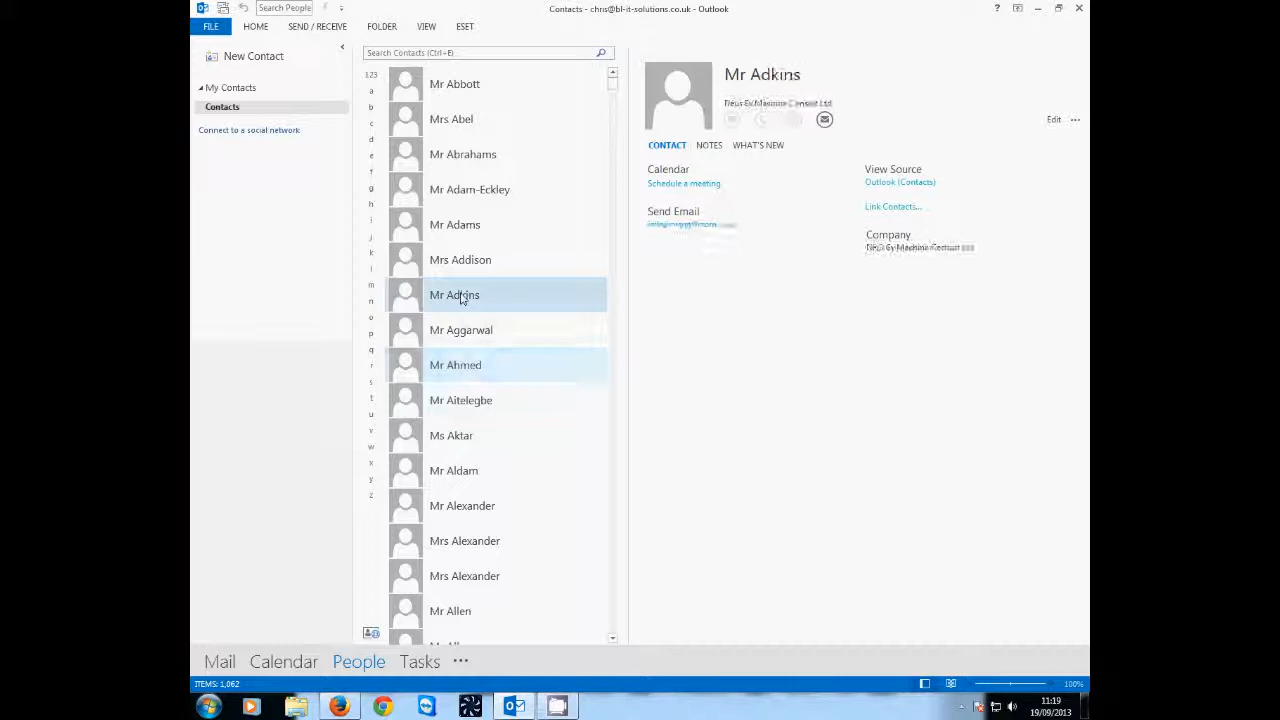 Search People
Contacts - chris@bl-it-solutions.co.uk - Outlook
?
FILE HOME SEND / RECEIVE FOLDER VIEW ESET
New Contact
My Contacts
Contacts
Connect to a social network
Search Contacts (Ctrl+E)
123
a
b
c
d
e
f
g
h
i
j
k
l
m
n
o
p
q
r
s
t
u
v
w
x
y
z
Mr Abbott
Mrs Abel
Mr Abrahams
Mr Adam-Eckley
Mr Adams
Mrs Addison
Mr Adkins
Mr Aggarwal
Mr Ahmed
Mr Aitelegbe
Ms Aktar
Mr Aldam
Mr Alexander
Mrs Alexander
Mrs Alexander
Mr Allen
Mr Adkins
Edit
CONTACT NOTES WHAT'S NEW
Calendar
Schedule a meeting
Send Email
View Source
Outlook (Contacts)
Link Contacts...
Company
Mail Calendar People Tasks
ITEMS: 1,062
100%
11:19
19/09/2013